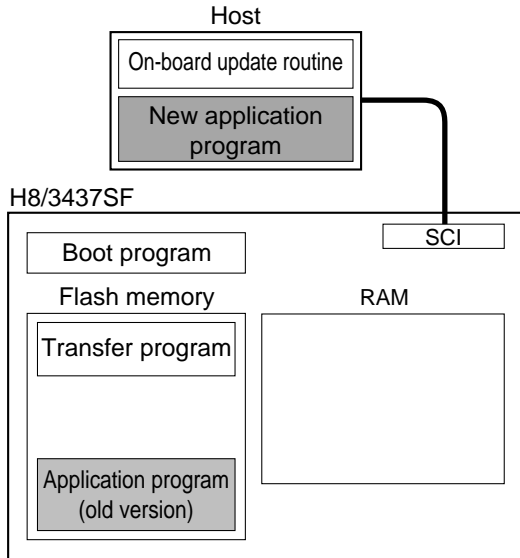 Host
On-board update routine
New application
program
H8/3437SF
SCI
Boot program
Flash memory
RAM
Transfer program
Application program
(old version)